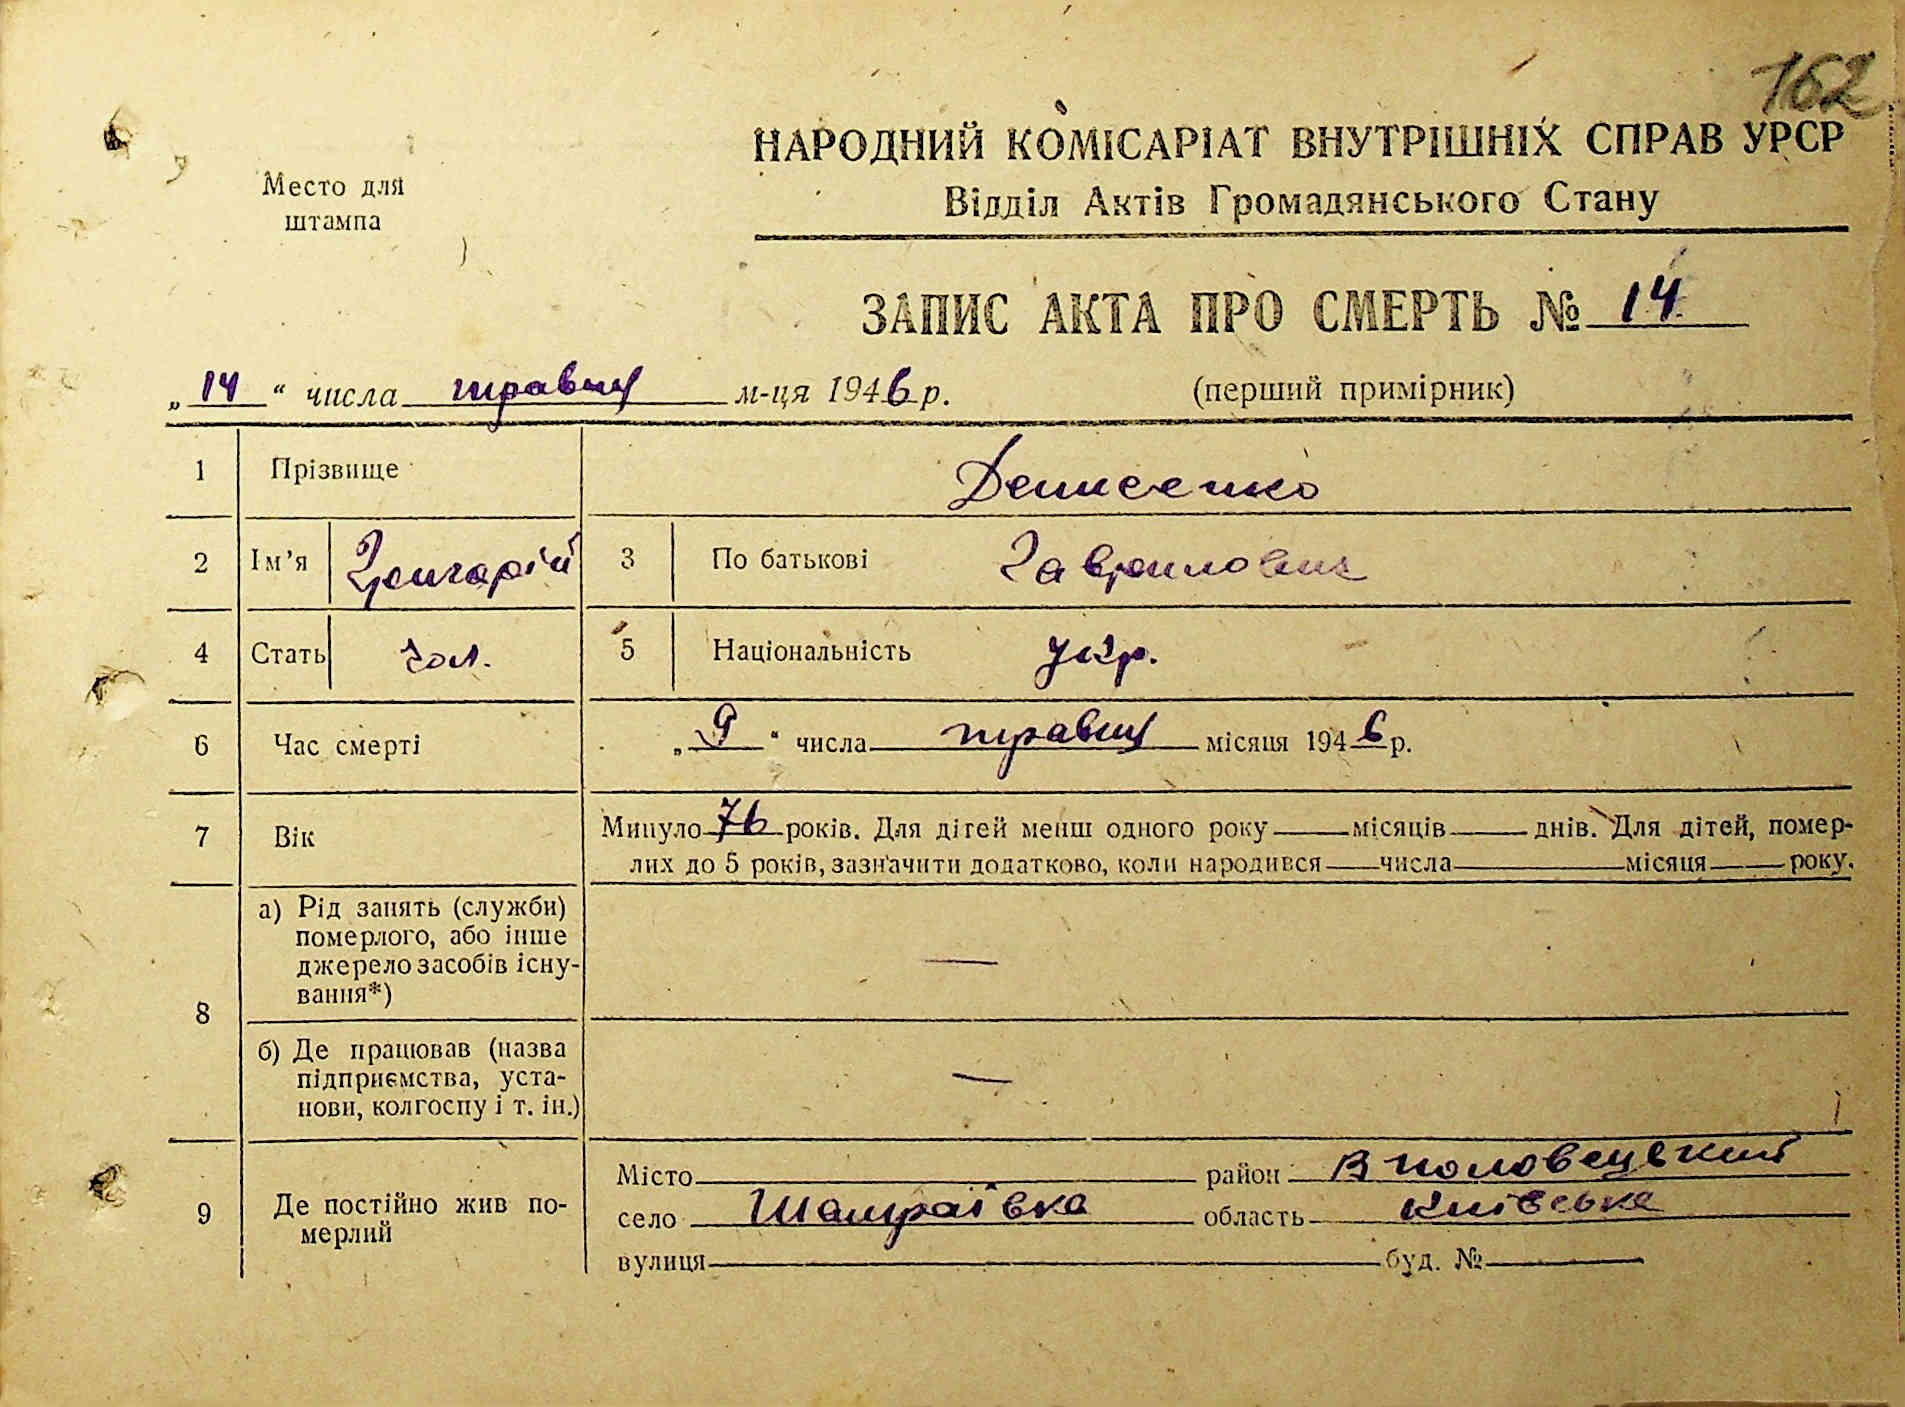 162
Место для
штампа
НАРОДНИЙ КОМІСАРІАТ ВНУТРІШНІХ СПРАВ УРСР
Відділ Актів Громадянського Стану
ЗАПИС АКТА ПРО СМЕРТЬ № 14
„14“ числа травня м-ця 1946 р. (перший примірник)
1 Прізвище Денисенко
2 Ім’я Григорій 3 По батькові Гаврилович
4 Стать чол. 5 Національність укр.
6 Час смерті „9“ числа травня місяця 1946 р.
7 Вік Минуло 76 років. Для дітей менш одного року — місяців — днів. Для дітей, помер-
лих до 5 років, зазначити додатково, коли народився — числа — місяця — року.
8 а) Рід занять (служби)
померлого, або інше
джерело засобів існу-
вання*) —
б) Де працював (назва
підприємства, уста-
нови, колгоспу і т. ін.) —
9 Де постійно жив по-
мерлий
Місто район В Половецький
село Шамраївка область Київська
вулиця буд. №